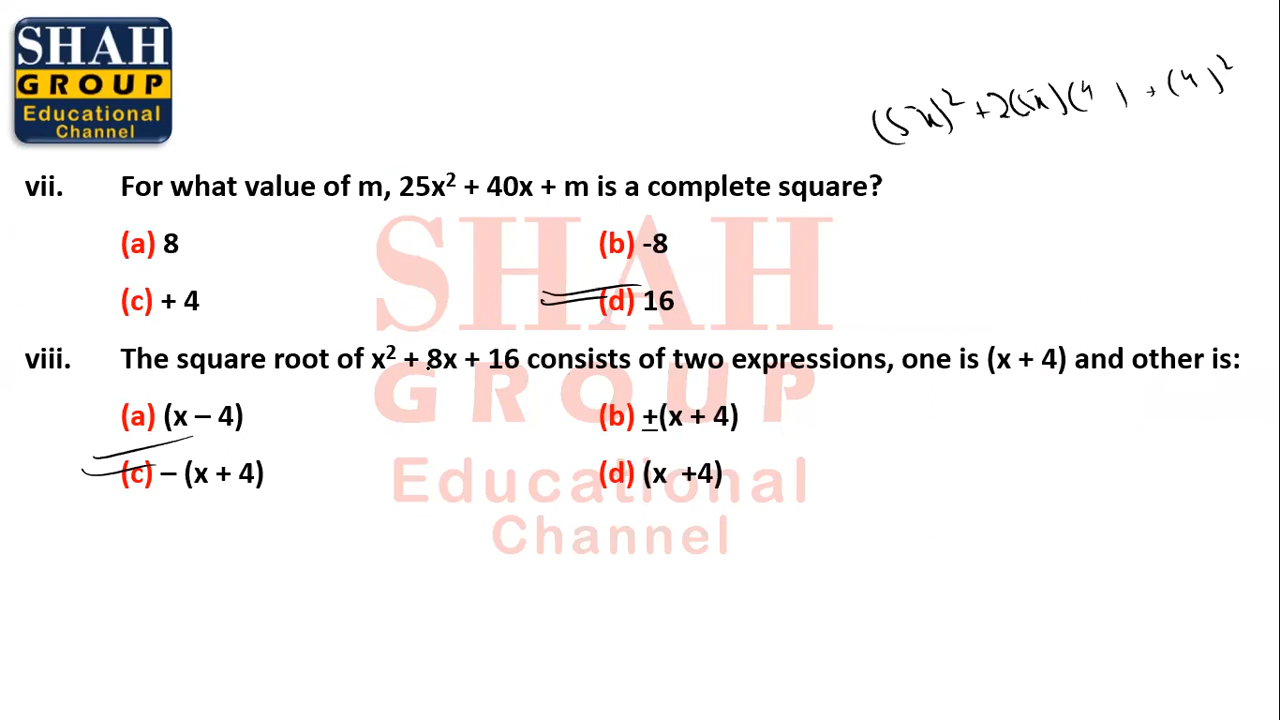 SHAH
GROUP
Educational
Channel
(5x)² + 2(5x)(4 ) + (4)²
vii. For what value of m, 25x² + 40x + m is a complete square?
(a) 8 (b) -8
(c) + 4 (d) 16
viii. The square root of x² + 8x + 16 consists of two expressions, one is (x + 4) and other is:
(a) (x – 4) (b) ±(x + 4)
(c) – (x + 4) (d) (x +4)
SHAH
GROUP
Educational
Channel